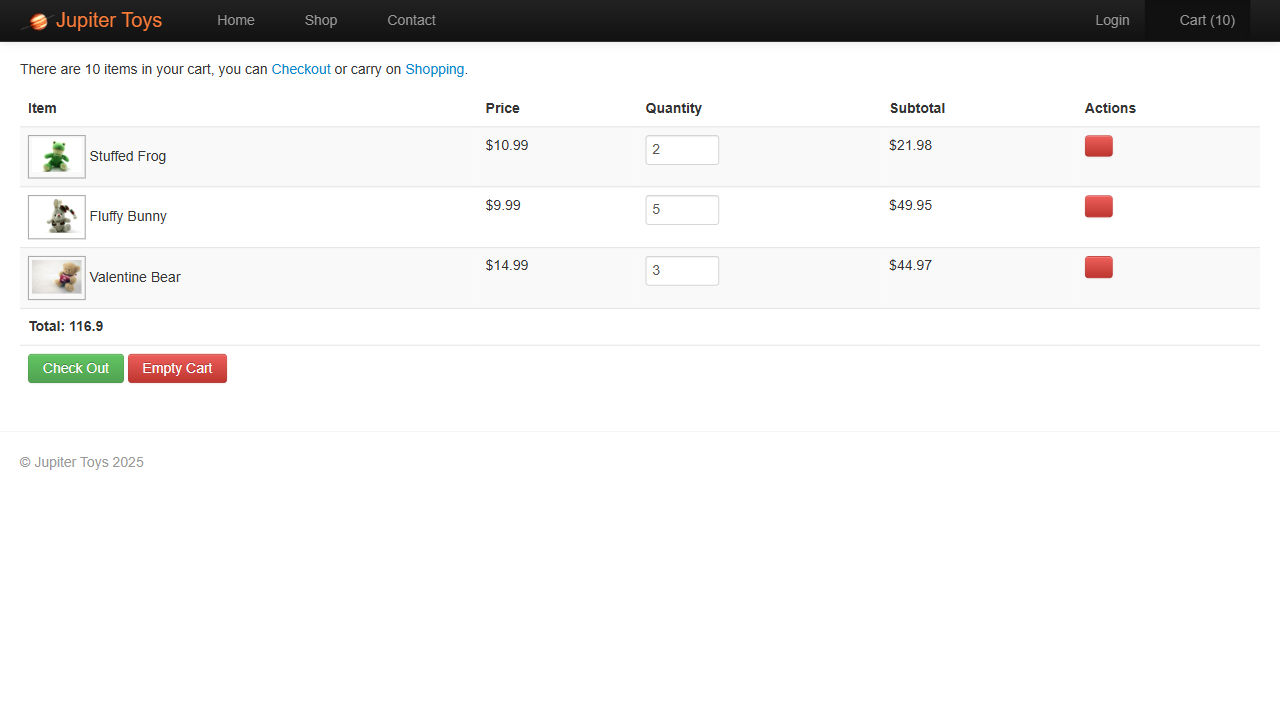 Jupiter Toys Home Shop Contact Login Cart (10)
There are 10 items in your cart, you can Checkout or carry on Shopping.
Item Price Quantity Subtotal Actions
Stuffed Frog $10.99 2 $21.98
Fluffy Bunny $9.99 5 $49.95
Valentine Bear $14.99 3 $44.97
Total: 116.9
Check Out Empty Cart
© Jupiter Toys 2025